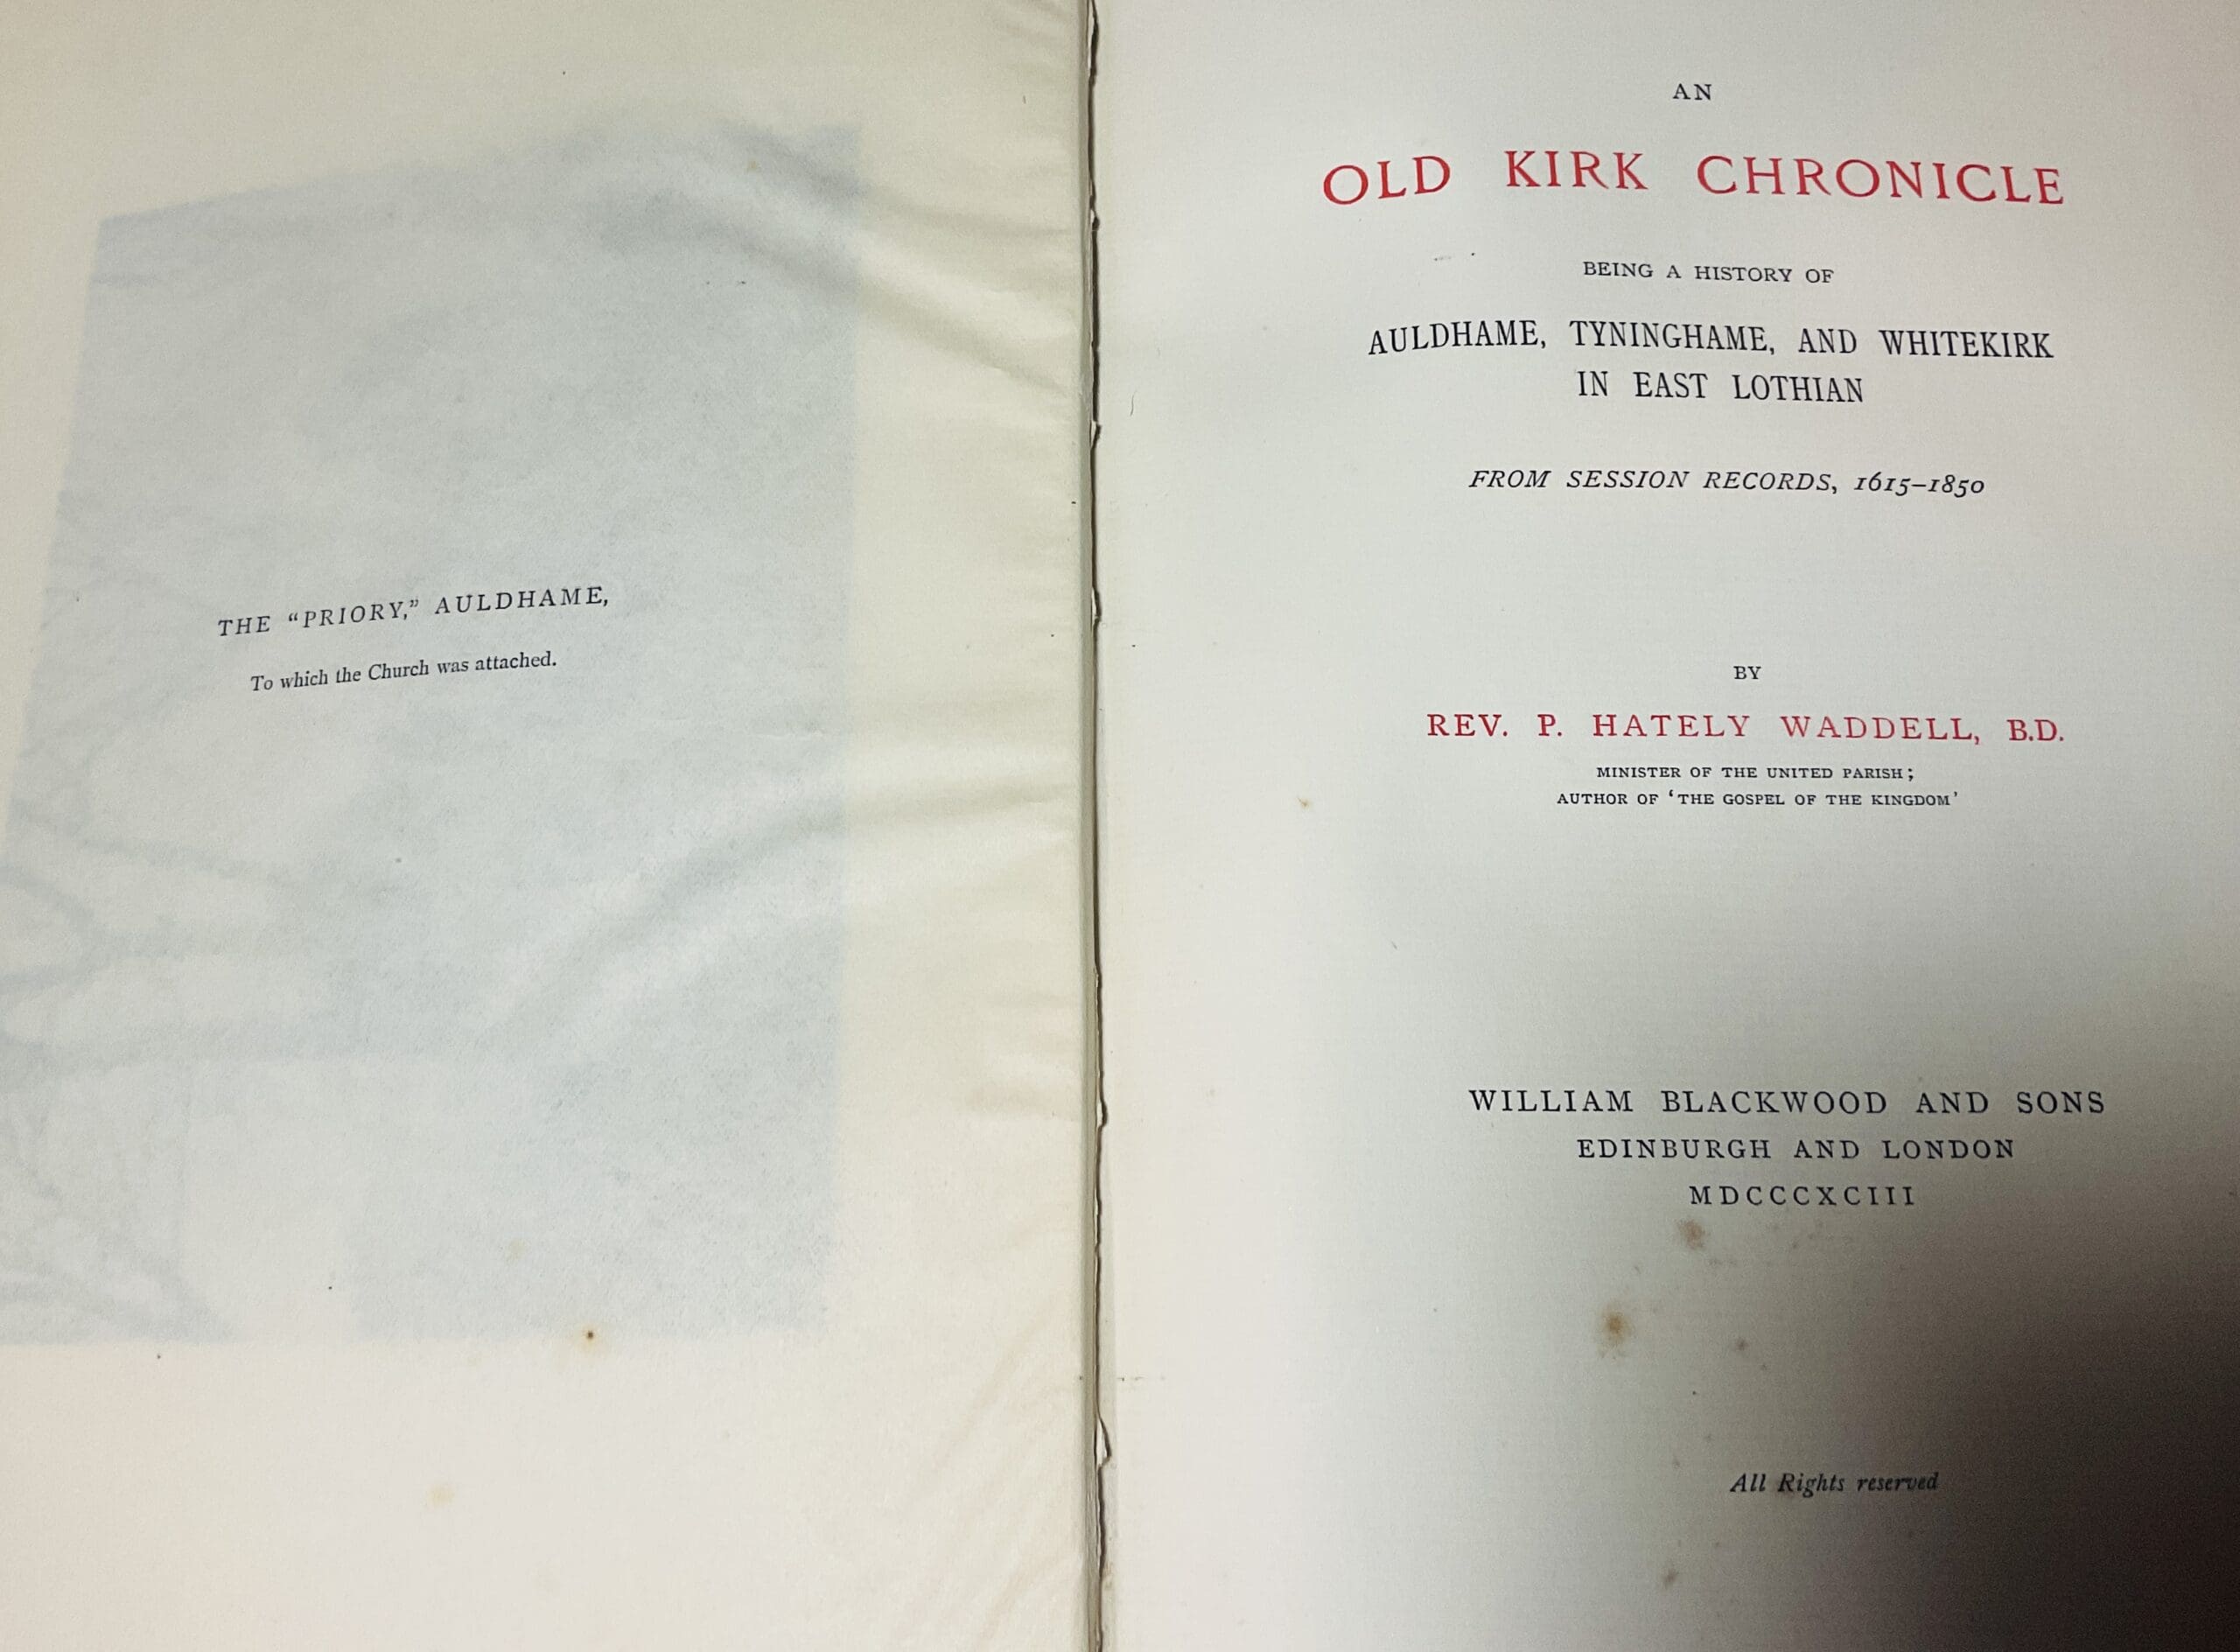 THE “PRIORY,” AULDHAME,
To which the Church was attached.
AN
OLD KIRK CHRONICLE
BEING A HISTORY OF
AULDHAME, TYNINGHAME, AND WHITEKIRK
IN EAST LOTHIAN
FROM SESSION RECORDS, 1615–1850
BY
REV. P. HATELY WADDELL, B.D.
MINISTER OF THE UNITED PARISH;
AUTHOR OF ‘THE GOSPEL OF THE KINGDOM’
WILLIAM BLACKWOOD AND SONS
EDINBURGH AND LONDON
MDCCCXCIII
All Rights reserved